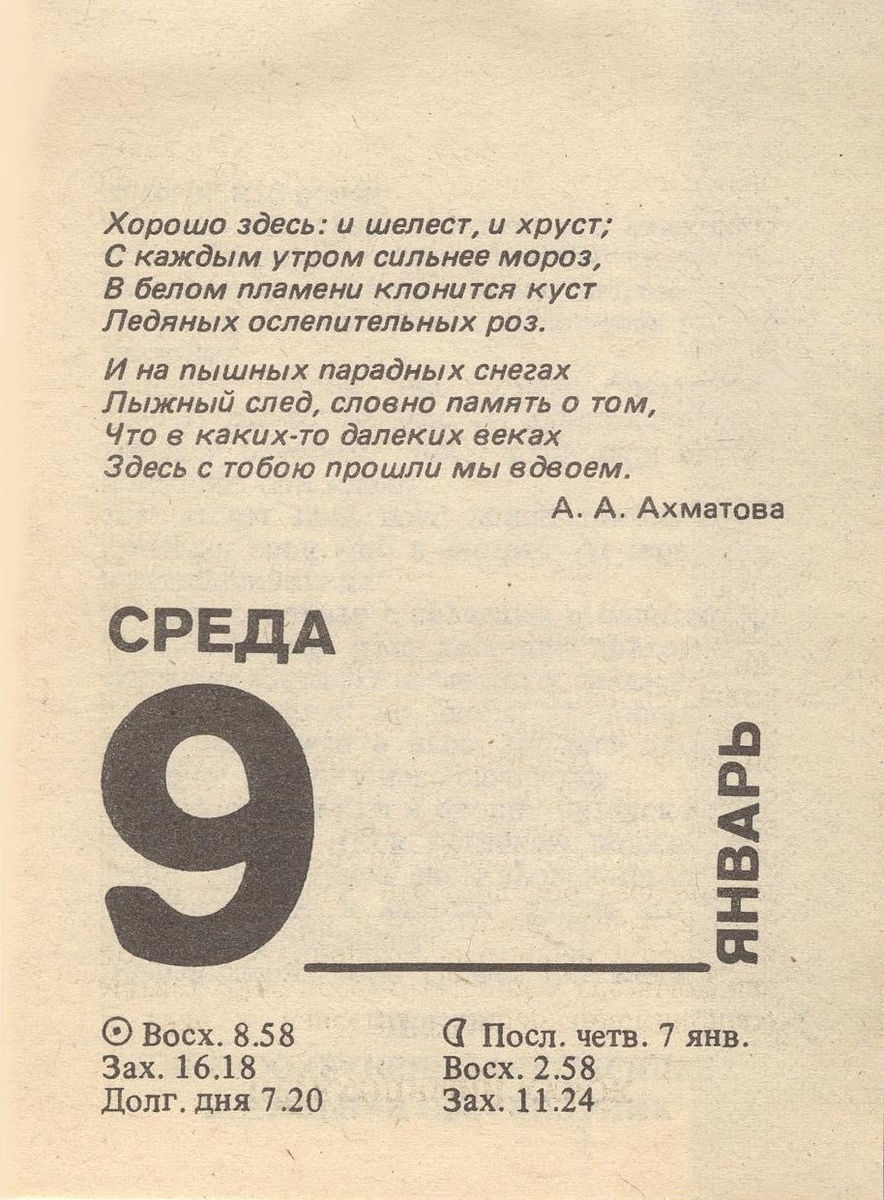 Хорошо здесь: и шелест, и хруст;
С каждым утром сильнее мороз,
В белом пламени клонится куст
Ледяных ослепительных роз.
И на пышных парадных снегах
Лыжный след, словно память о том,
Что в каких-то далеких веках
Здесь с тобою прошли мы вдвоем.
А. А. Ахматова
СРЕДА
9
ЯНВАРЬ
Восх. 8.58
Зах. 16.18
Долг. дня 7.20
Посл. четв. 7 янв.
Восх. 2.58
Зах. 11.24